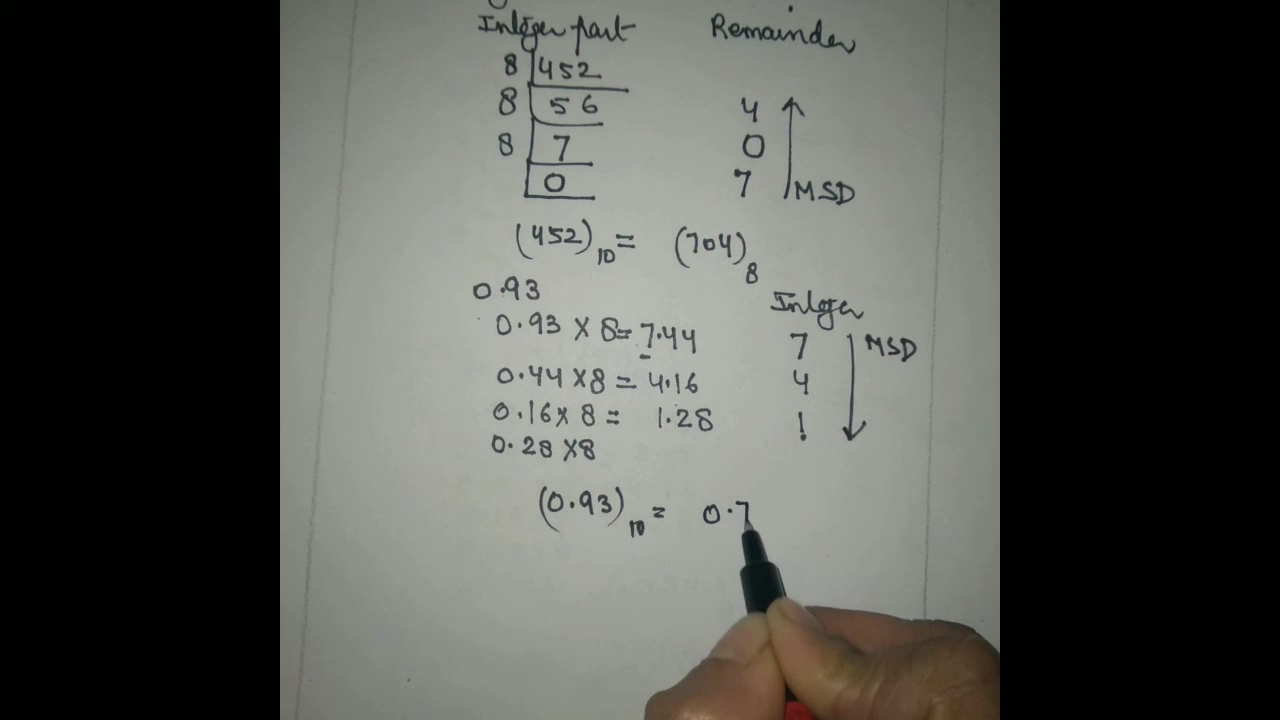 Integer part Remainder
8 452
8 56 4
8 7 0
0 7 MSD
(452)10 = (704)8
0.93 Integer
0.93 × 8 = 7.44 7 MSD
0.44 × 8 = 4.16 4
0.16 × 8 = 1.28 1
0.28 × 8
(0.93)10 = 0.7